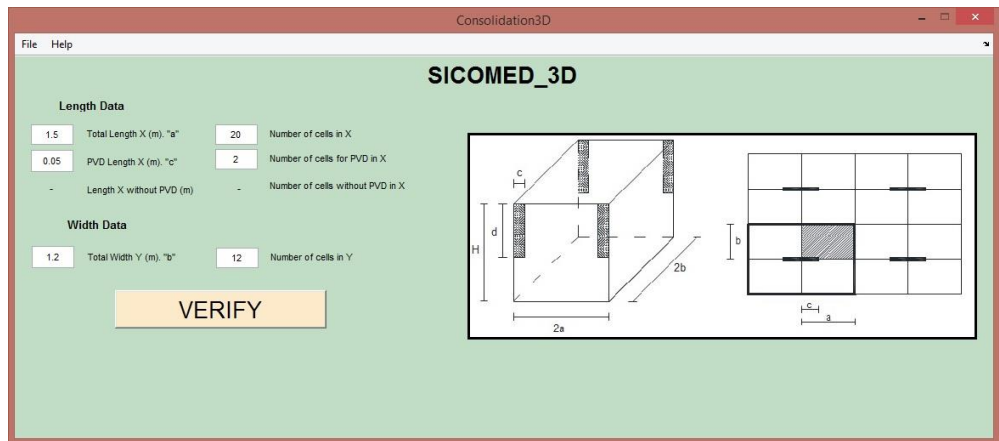 Consolidation3D
File Help
SICOMED_3D
Length Data
1.5 Total Length X (m). "a" 20 Number of cells in X
0.05 PVD Length X (m). "c" 2 Number of cells for PVD in X
- Length X without PVD (m) - Number of cells without PVD in X
Width Data
1.2 Total Width Y (m). "b" 12 Number of cells in Y
VERIFY
c
d
H
2b
2a
b
c
a